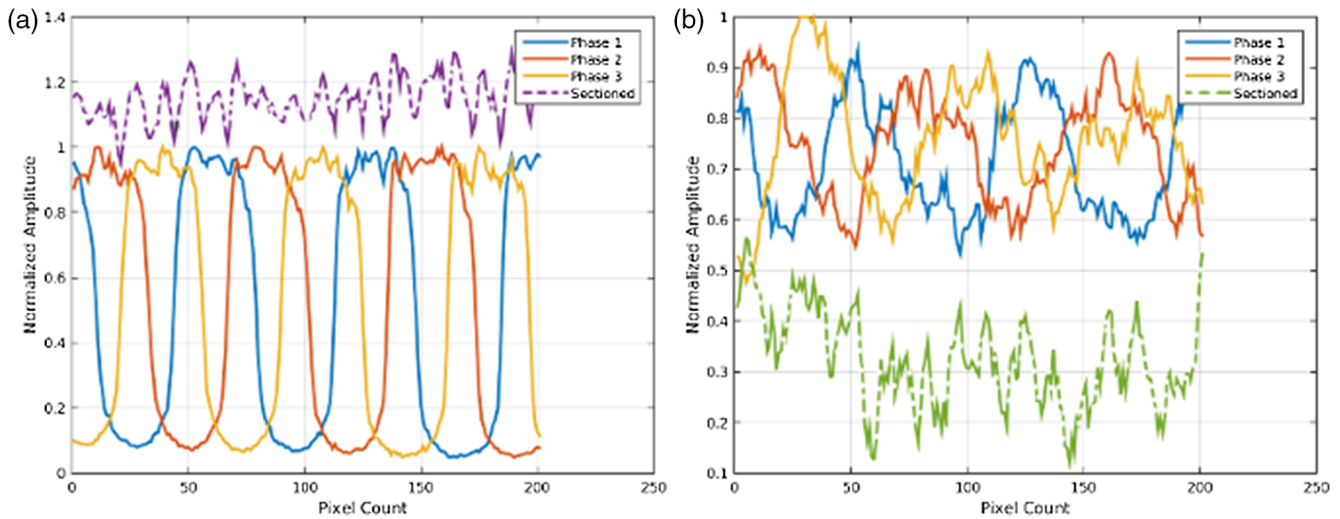 (a)
1.4
1.2
1
0.8
0.6
0.4
0.2
0
Normalized Amplitude
0 50 100 150 200 250
Pixel Count
Phase 1
Phase 2
Phase 3
Sectioned
(b)
1
0.9
0.8
0.7
0.6
0.5
0.4
0.3
0.2
0.1
Normalized Amplitude
0 50 100 150 200 250
Pixel Count
Phase 1
Phase 2
Phase 3
Sectioned